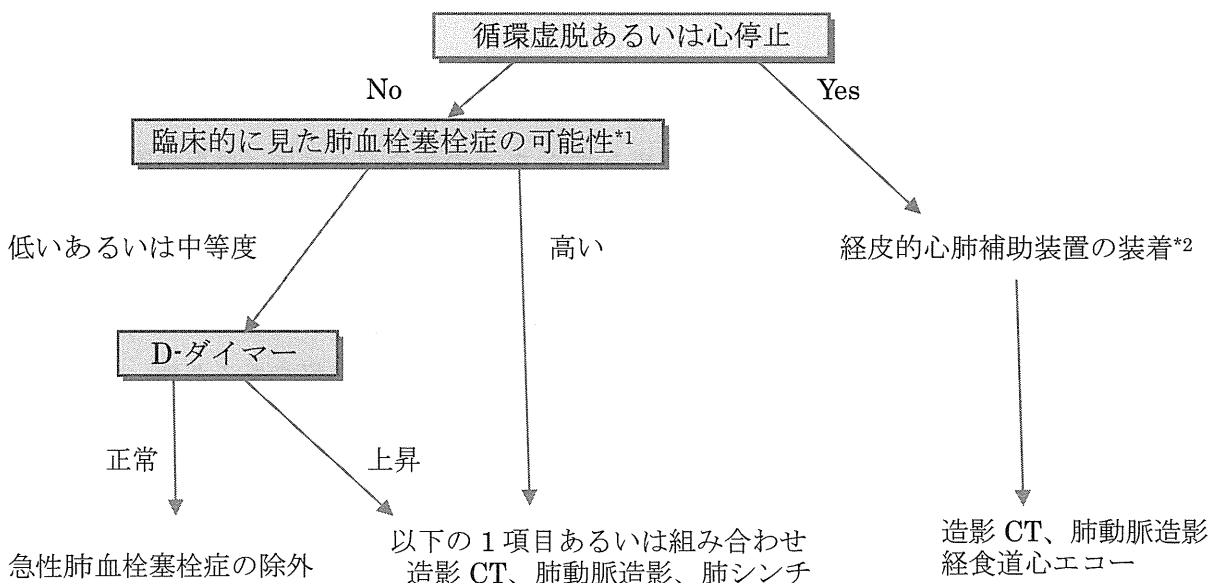 循環虚脱あるいは心停止
No
Yes
臨床的に見た肺血栓塞栓症の可能性*1
低いあるいは中等度
高い
経皮的心肺補助装置の装着*2
D-ダイマー
正常
上昇
急性肺血栓塞栓症の除外
以下の1項目あるいは組み合わせ
造影 CT、肺動脈造影、肺シンチ
造影 CT、肺動脈造影
経食道心エコー